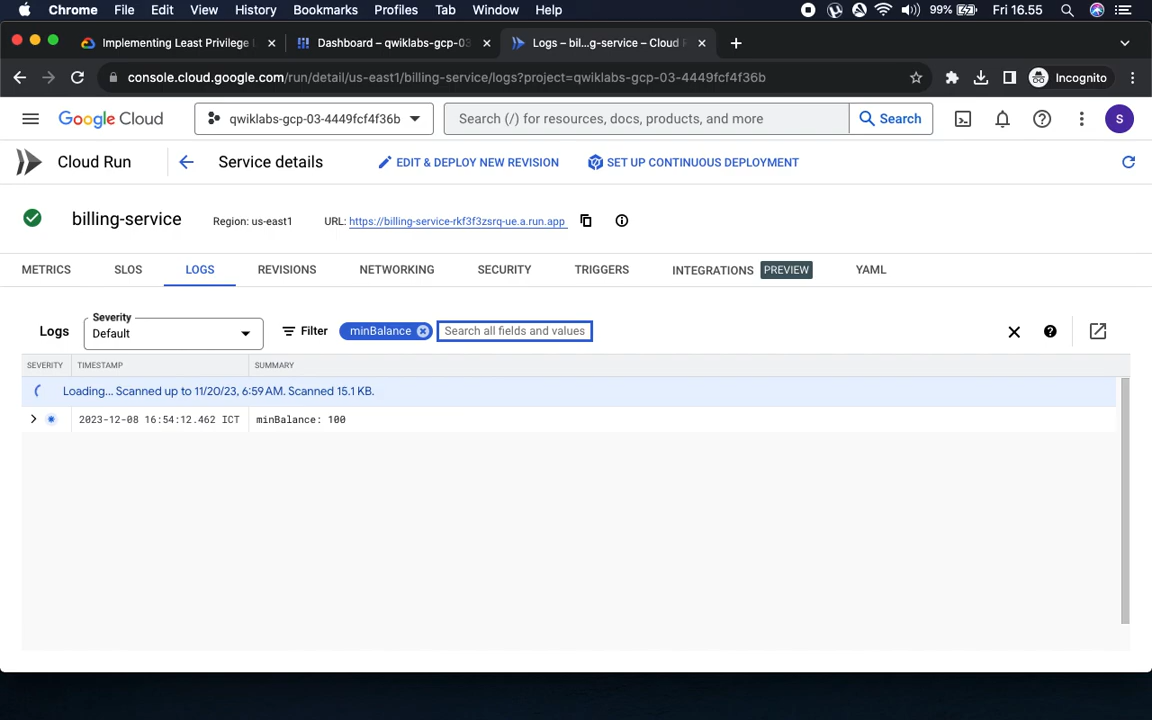 Chrome File Edit View History Bookmarks Profiles Tab Window Help 99% Fri 16.55
Implementing Least Privilege Dashboard – qwiklabs-gcp-03 Logs – bil...g-service – Cloud
console.cloud.google.com/run/detail/us-east1/billing-service/logs?project=qwiklabs-gcp-03-4449fcf4f36b Incognito
Google Cloud qwiklabs-gcp-03-4449fcf4f36b Search (/) for resources, docs, products, and more Search S
Cloud Run Service details EDIT & DEPLOY NEW REVISION SET UP CONTINUOUS DEPLOYMENT
billing-service Region: us-east1 URL: https://billing-service-rkf3f3zsrq-ue.a.run.app
METRICS SLOS LOGS REVISIONS NETWORKING SECURITY TRIGGERS INTEGRATIONS PREVIEW YAML
Severity
Logs Default Filter minBalance Search all fields and values
SEVERITY TIMESTAMP SUMMARY
Loading... Scanned up to 11/20/23, 6:59 AM. Scanned 15.1 KB.
2023-12-08 16:54:12.462 ICT minBalance: 100